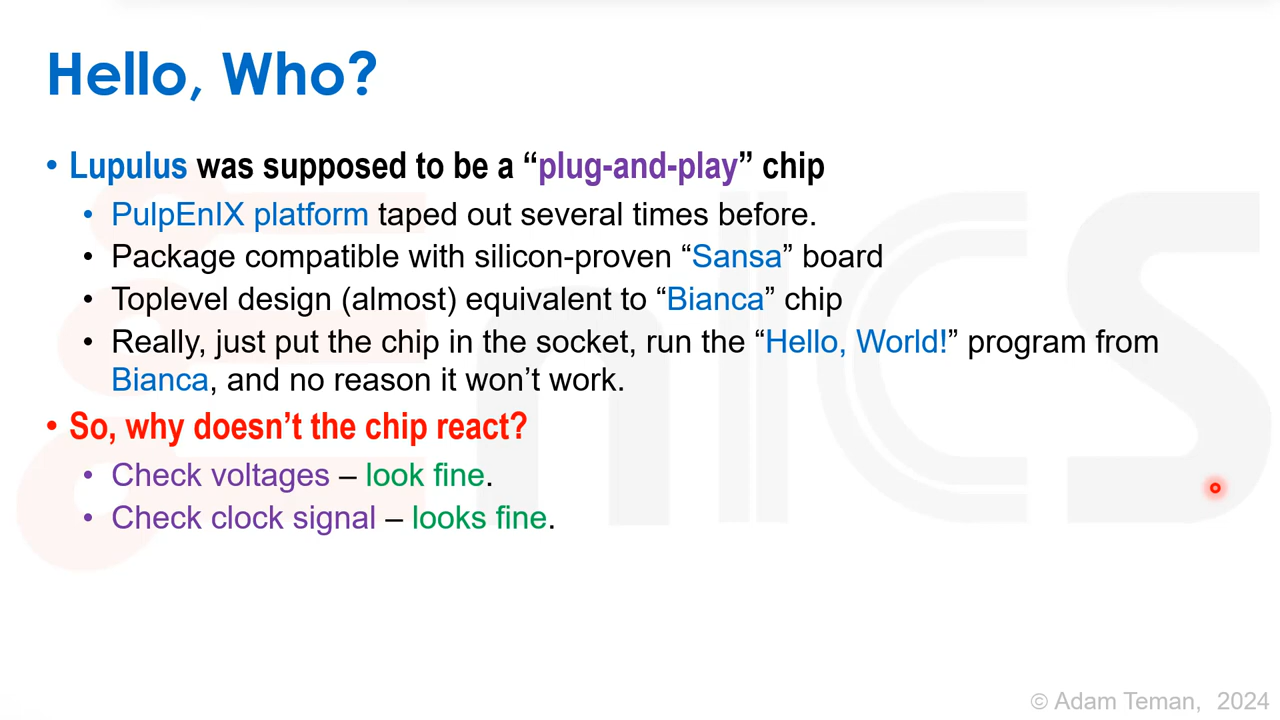 Hello, Who?
• Lupulus was supposed to be a “plug-and-play” chip
• PulpEnIX platform taped out several times before.
• Package compatible with silicon-proven “Sansa” board
• Toplevel design (almost) equivalent to “Bianca” chip
• Really, just put the chip in the socket, run the “Hello, World!” program from
Bianca, and no reason it won’t work.
• So, why doesn’t the chip react?
• Check voltages – look fine.
• Check clock signal – looks fine.
EnICS
© Adam Teman, 2024